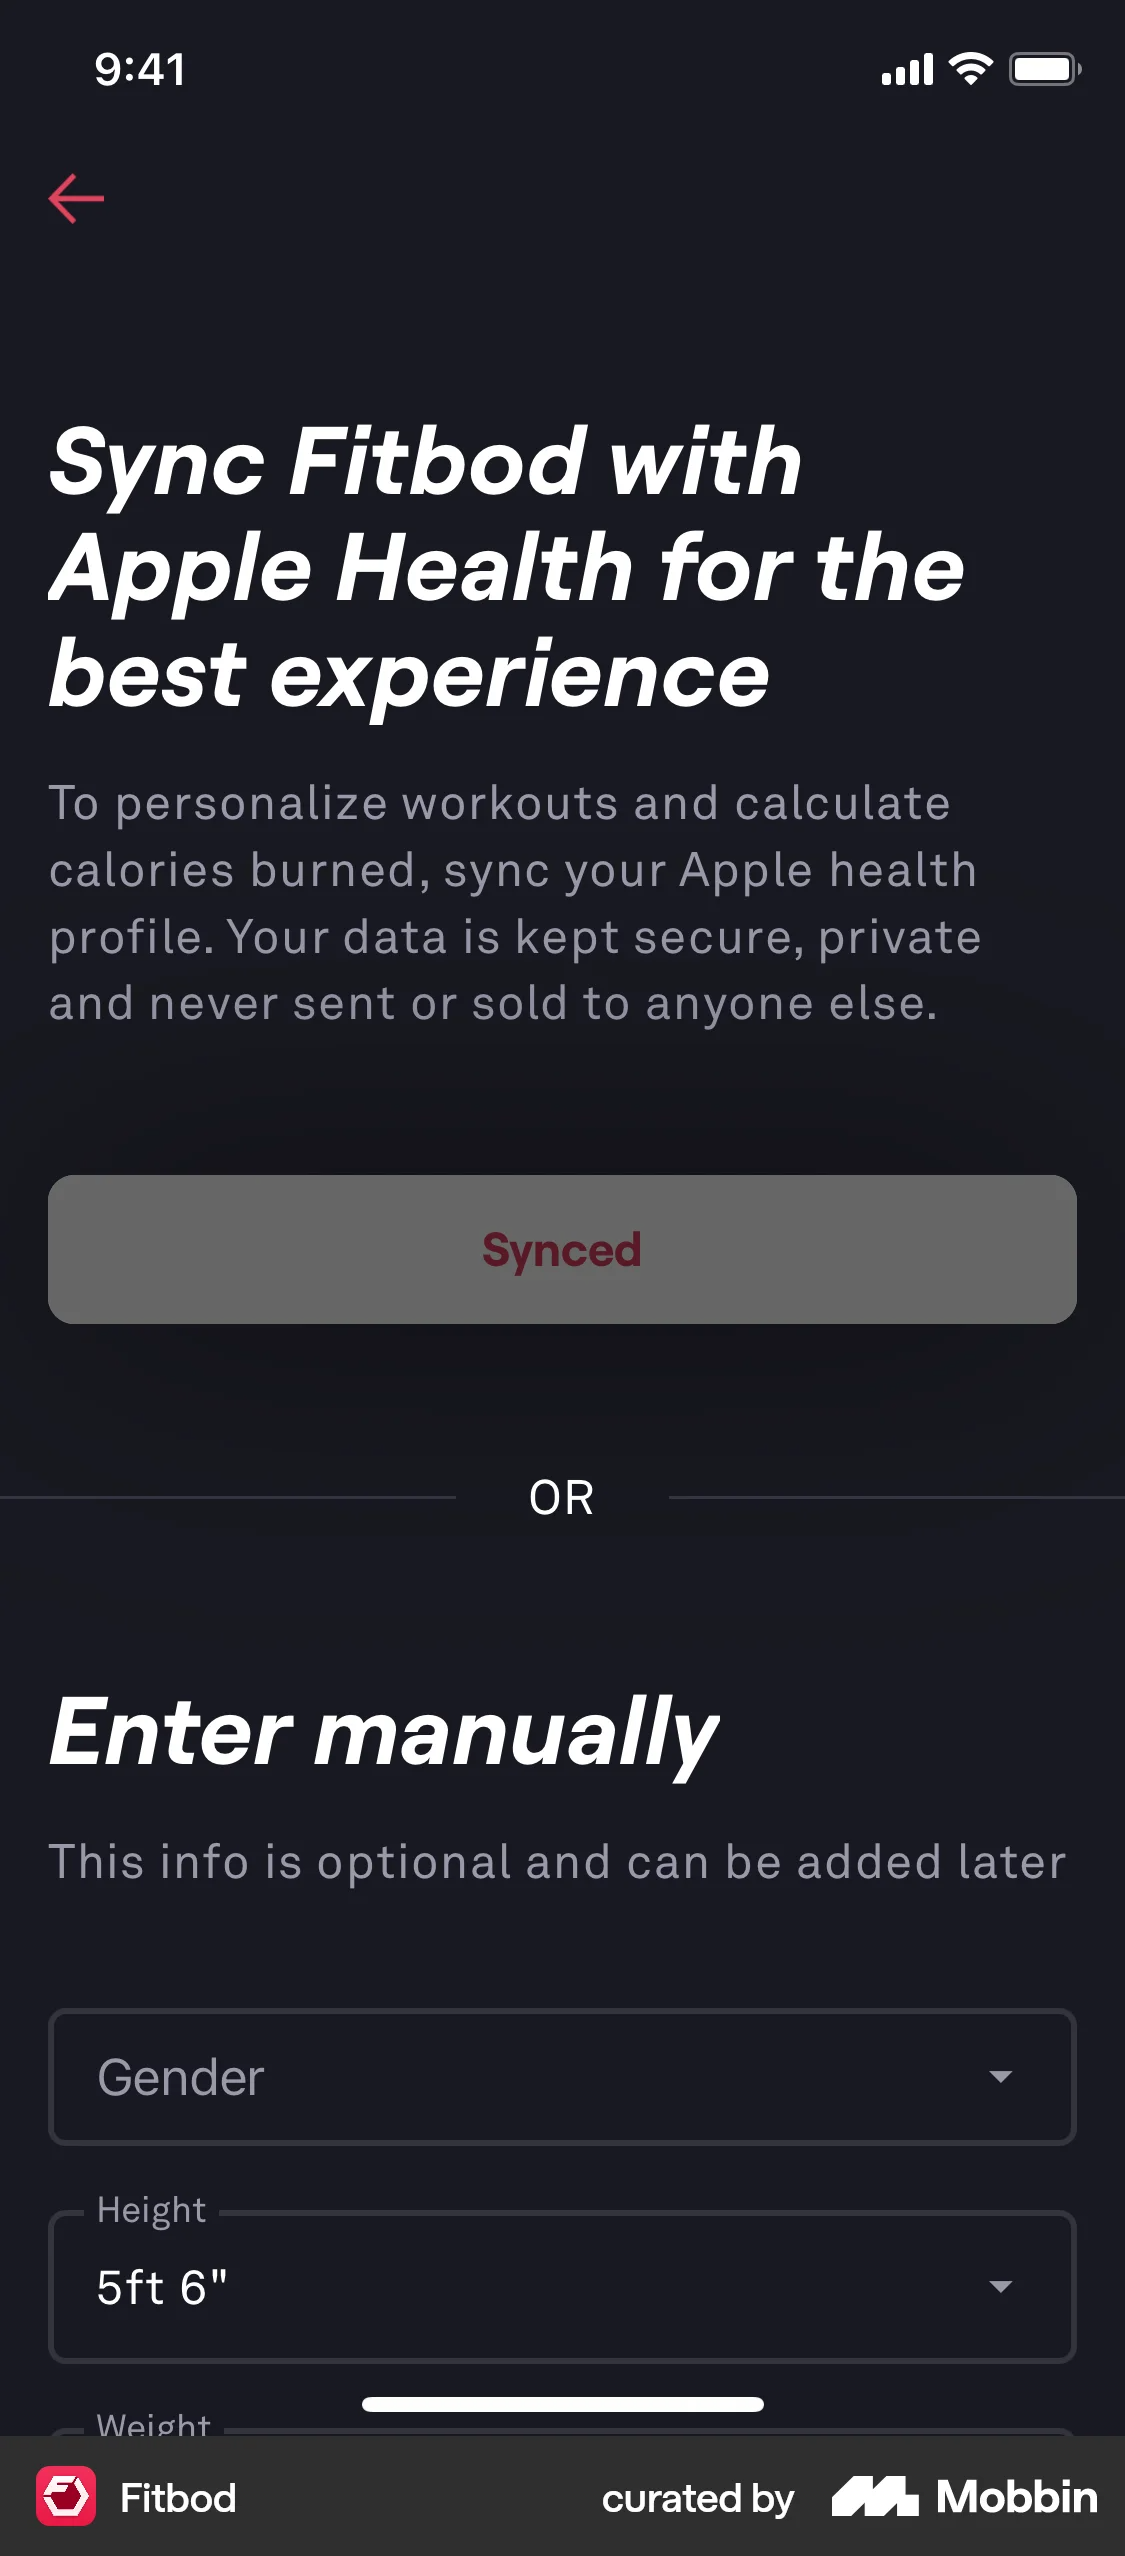 9:41
Sync Fitbod with
Apple Health for the
best experience
To personalize workouts and calculate
calories burned, sync your Apple health
profile. Your data is kept secure, private
and never sent or sold to anyone else.
Synced
OR
Enter manually
This info is optional and can be added later
Gender
Height
5ft 6"
Weight
Fitbod
curated by Mobbin